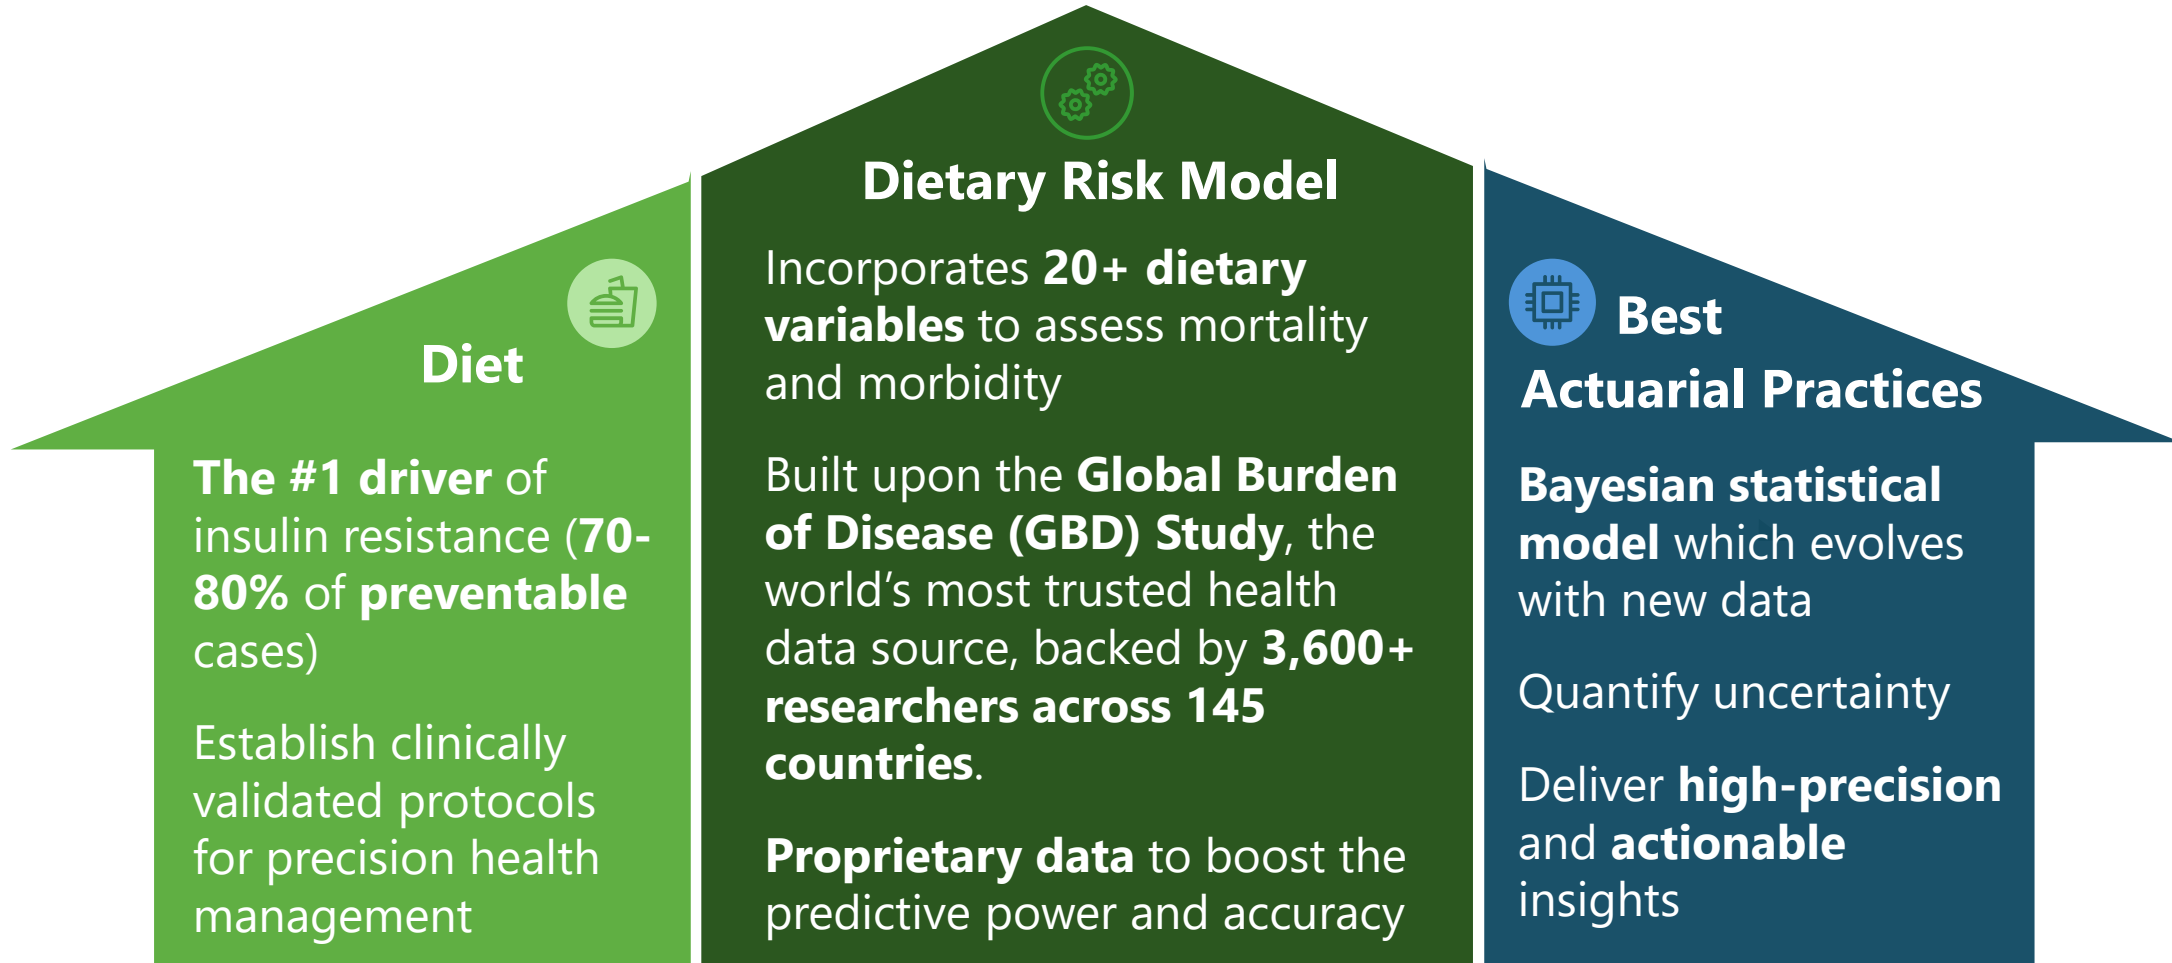 Diet
The #1 driver of
insulin resistance (70-
80% of preventable
cases)
Establish clinically
validated protocols
for precision health
management
Dietary Risk Model
Incorporates 20+ dietary
variables to assess mortality
and morbidity
Built upon the Global Burden
of Disease (GBD) Study, the
world’s most trusted health
data source, backed by 3,600+
researchers across 145
countries.
Proprietary data to boost the
predictive power and accuracy
Best
Actuarial Practices
Bayesian statistical
model which evolves
with new data
Quantify uncertainty
Deliver high-precision
and actionable
insights